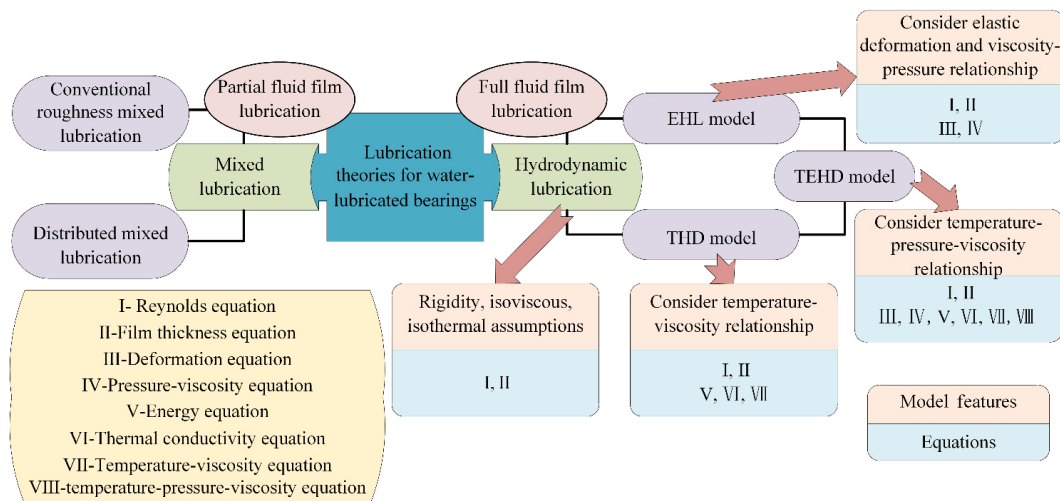 Conventional
roughness mixed
lubrication
Partial fluid film
lubrication
Mixed
lubrication
Distributed mixed
lubrication
Lubrication
theories for water-
lubricated bearings
Full fluid film
lubrication
Hydrodynamic
lubrication
EHL model
THD model
TEHD model
Consider elastic
deformation and viscosity-
pressure relationship
I, II
III, IV
Consider temperature-
pressure-viscosity
relationship
I, II
III, IV, V, VI, VII, VIII
Rigidity, isoviscous,
isothermal assumptions
I, II
Consider temperature-
viscosity relationship
I, II
V, VI, VII
I- Reynolds equation
II-Film thickness equation
III-Deformation equation
IV-Pressure-viscosity equation
V-Energy equation
VI-Thermal conductivity equation
VII-Temperature-viscosity equation
VIII-temperature-pressure-viscosity equation
Model features
Equations